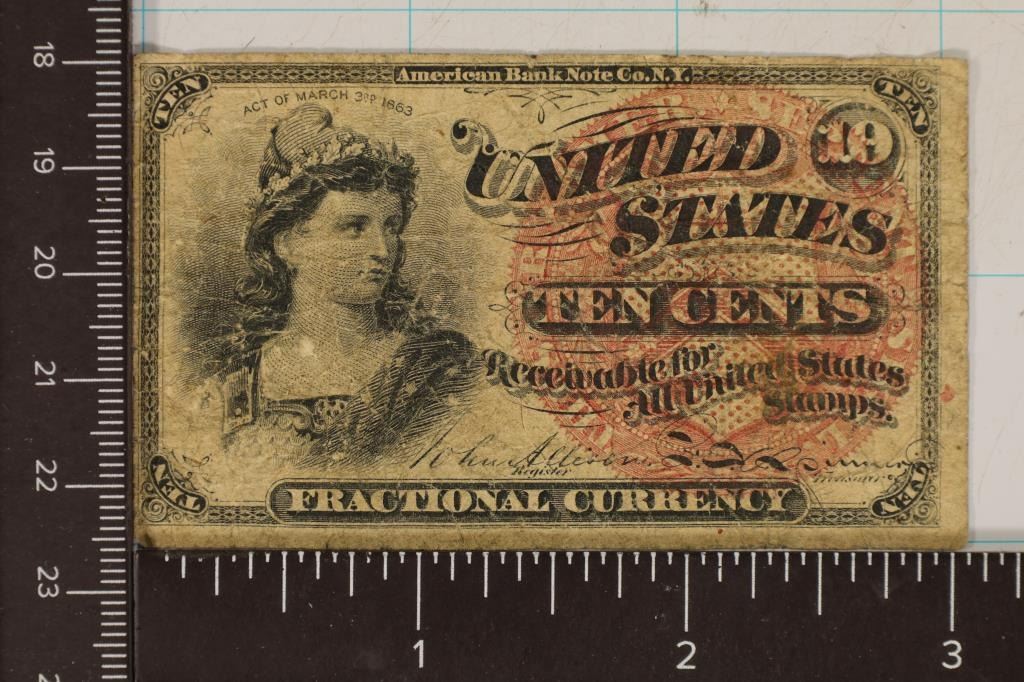 American Bank Note Co. N.Y.
TEN
TEN
ACT OF MARCH 3RD 1863
10
UNITED
STATES
TEN CENTS
Receivable for
All United States
Stamps.
Register
Treasurer
TEN
TEN
FRACTIONAL CURRENCY
18
19
20
21
22
23
1
2
3